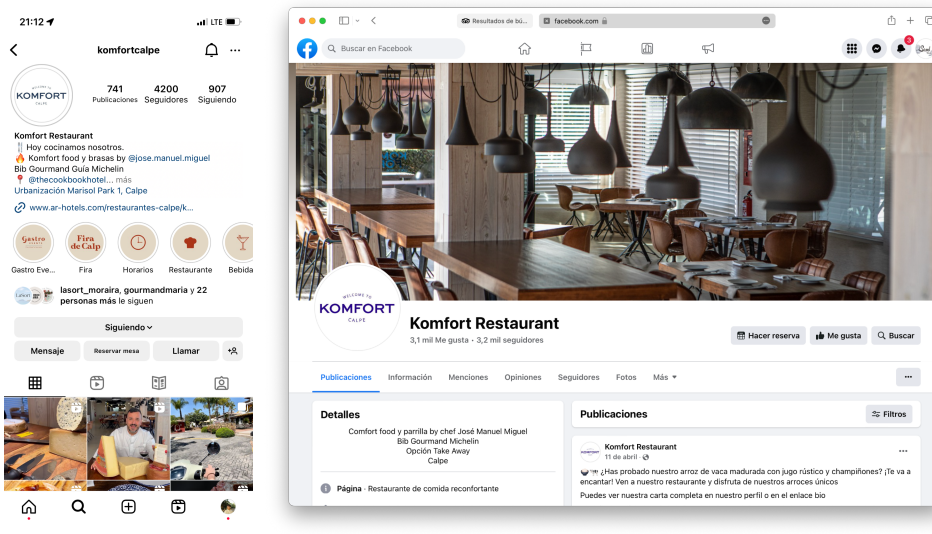 21:12
LTE
komfortcalpe
WELCOME TO
KOMFORT
CALPE
741
4200
907
Publicaciones
Seguidores
Siguiendo
Komfort Restaurant
Hoy cocinamos nosotros.
Komfort food y brasas by @jose.manuel.miguel
Bib Gourmand Guía Michelin
@thecookbookhotel... más
Urbanización Marisol Park 1, Calpe
www.ar-hotels.com/restaurantes-calpe/k...
Gastro
Fira
de Calp
Gastro Eve...
Fira
Horarios
Restaurante
Bebida
lasort_moraira, gourmandmaria y 22
personas más le siguen
Siguiendo
Mensaje
Reservar mesa
Llamar
Resultados de bú...
facebook.com
Buscar en Facebook
3
WELCOME TO
KOMFORT
CALPE
Komfort Restaurant
3,1 mil Me gusta • 3,2 mil seguidores
Hacer reserva
Me gusta
Buscar
Publicaciones
Información
Menciones
Opiniones
Seguidores
Fotos
Más
Detalles
Comfort food y parrilla by chef José Manuel Miguel
Bib Gourmand Michelin
Opción Take Away
Calpe
Página · Restaurante de comida reconfortante
Publicaciones
Filtros
KOMFORT
Komfort Restaurant
11 de abril ·
¿Has probado nuestro arroz de vaca madurada con jugo rústico y champiñones? ¡Te va a
encantar! Ven a nuestro restaurante y disfruta de nuestros arroces únicos
Puedes ver nuestra carta completa en nuestro perfil o en el enlace bio